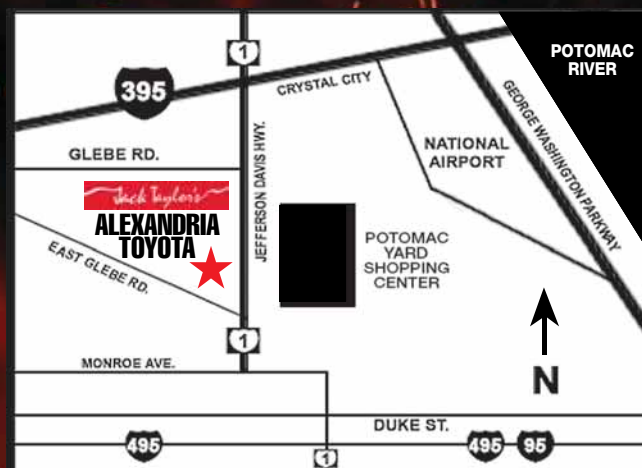 POTOMAC
RIVER
1
395
CRYSTAL CITY
GLEBE RD.
JEFFERSON DAVIS HWY.
NATIONAL
AIRPORT
GEORGE WASHINGTON PARKWAY
Jack Taylor's
ALEXANDRIA
TOYOTA
EAST GLEBE RD.
POTOMAC
YARD
SHOPPING
CENTER
1
MONROE AVE.
N
DUKE ST.
495
1
495
95